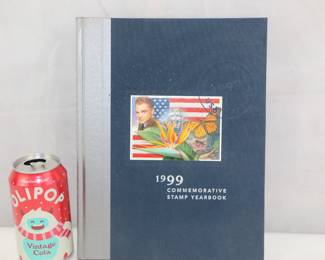 1999
COMMEMORATIVE
STAMP YEARBOOK
OLIPOP
Vintage
Cola